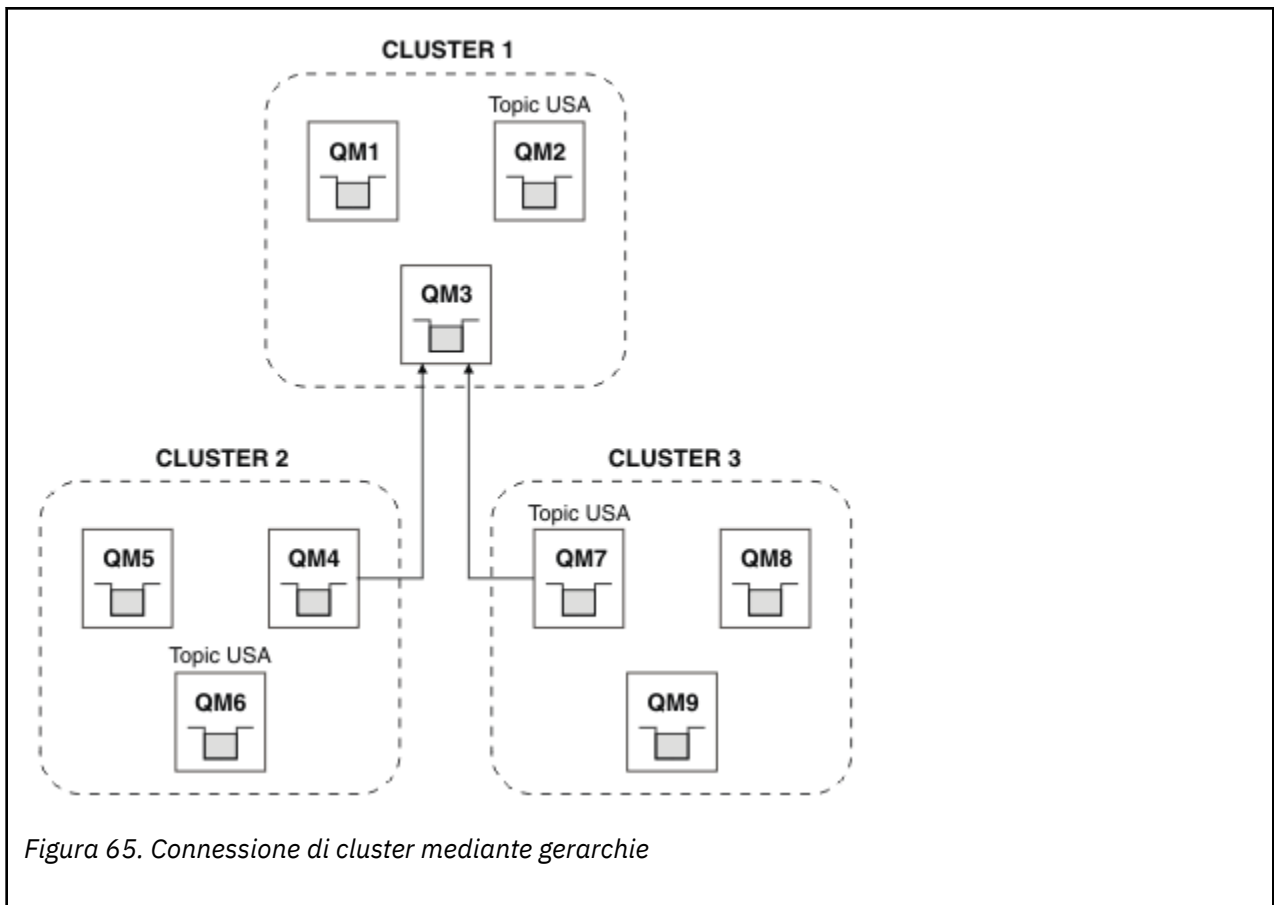 CLUSTER 1
Topic USA
QM1
QM2
QM3
CLUSTER 2
CLUSTER 3
Topic USA
QM5
QM4
QM7
QM8
Topic USA
QM6
QM9
Figura 65. Connessione di cluster mediante gerarchie